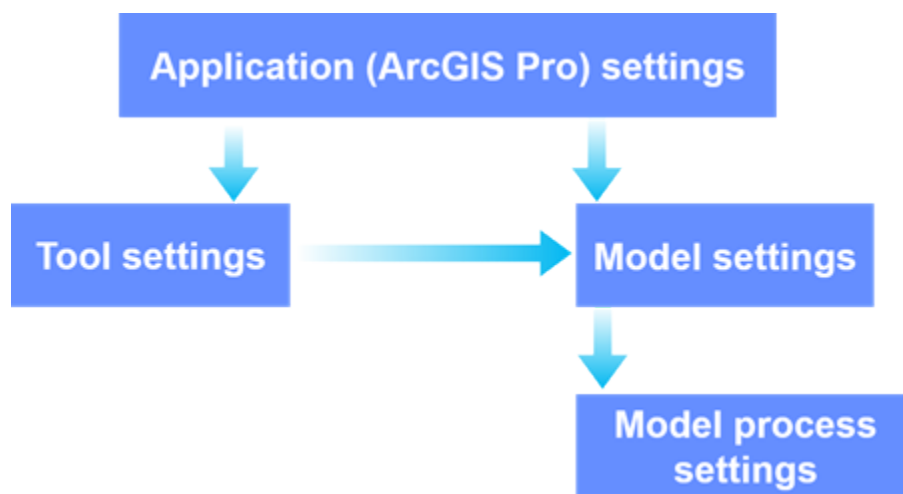 Application (ArcGIS Pro) settings
Tool settings
Model settings
Model process
settings